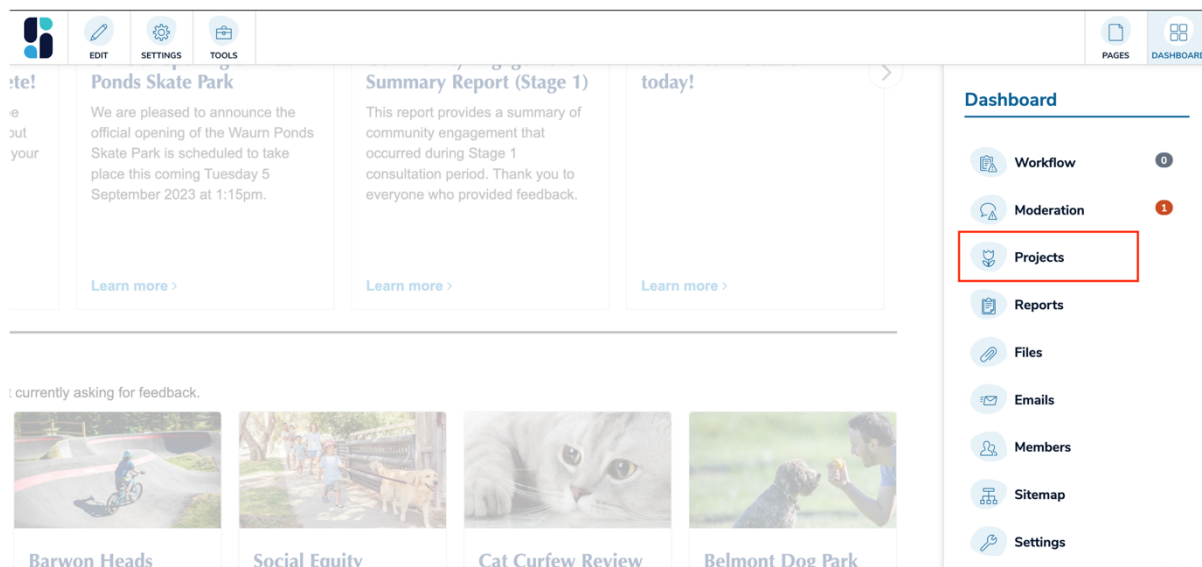 EDIT
SETTINGS
TOOLS
PAGES
DASHBOARD
ete!
Ponds Skate Park
Summary Report (Stage 1)
today!
We are pleased to announce the
official opening of the Waurn Ponds
Skate Park is scheduled to take
place this coming Tuesday 5
September 2023 at 1:15pm.
This report provides a summary of
community engagement that
occurred during Stage 1
consultation period. Thank you to
everyone who provided feedback.
out
your
Learn more >
Learn more >
Learn more >
currently asking for feedback.
Barwon Heads
Social Equity
Cat Curfew Review
Belmont Dog Park
Dashboard
Workflow 0
Moderation 1
Projects
Reports
Files
Emails
Members
Sitemap
Settings